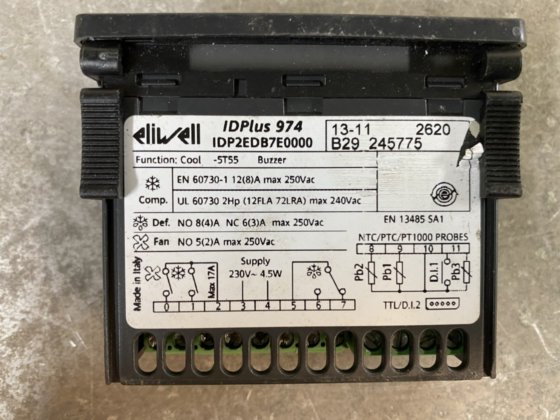 eliwell
IDPlus 974
IDP2EDB7E0000
13-11 2620
B29 245775
Function: Cool -5T55 Buzzer
EN 60730-1 12(8)A max 250Vac
Comp.
UL 60730 2Hp (12FLA 72LRA) max 240Vac
Def. NO 8(4)A NC 6(3)A max 250Vac
EN 13485 SA1
Fan NO 5(2)A max 250Vac
NTC/PTC/PT1000 PROBES
8 9 10 11
Made in Italy
Max 17A
Supply
230V~ 4.5W
Pb2
Pb1
D.I.1
Pb3
0 1 2 3 4 5 6 7
TTL/D.I.2